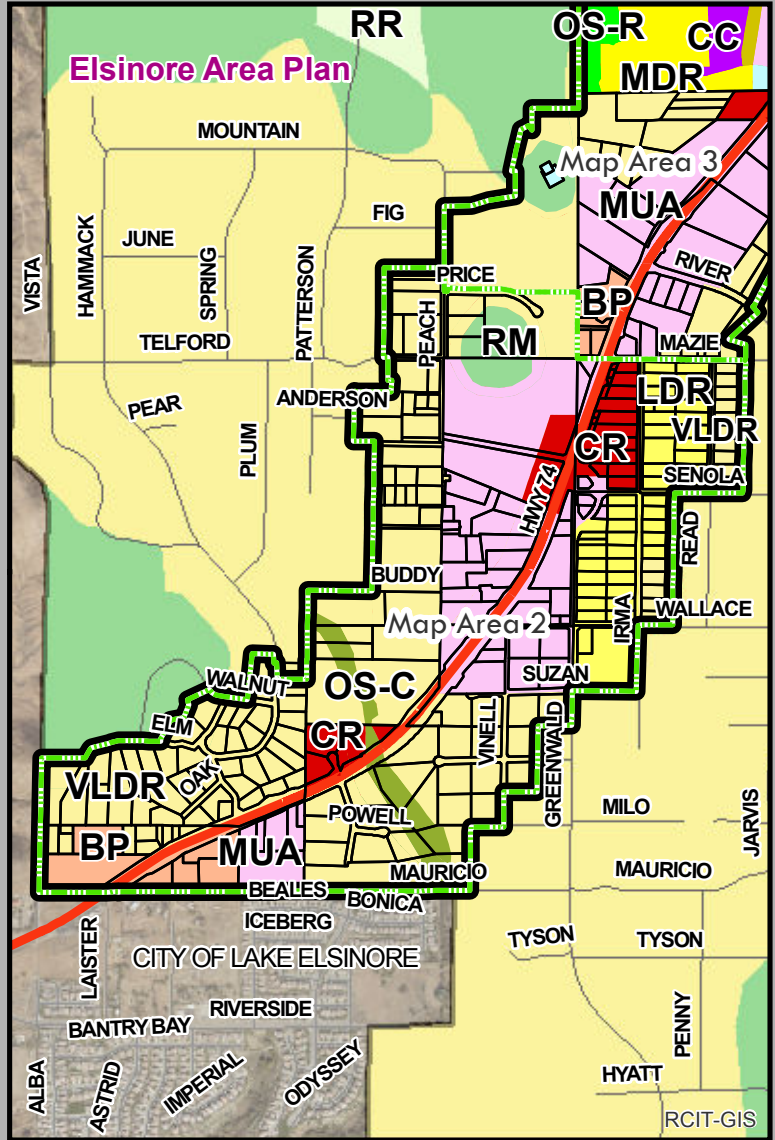 RR
OS-R
CC
Elsinore Area Plan
MDR
MOUNTAIN
Map Area 3
MUA
FIG
HAMMACK
JUNE
SPRING
PATTERSON
VISTA
RIVER
PRICE
BP
PEACH
RM
TELFORD
MAZIE
LDR
ANDERSON
PEAR
VLDR
PLUM
CR
SENOLA
HWY 74
READ
BUDDY
IRMA
WALLACE
Map Area 2
SUZAN
WALNUT
OS-C
ELM
CR
VINELL
GREENWALD
VLDR
OAK
POWELL
MILO
JARVIS
BP
MUA
MAURICIO
MAURICIO
BEALES
BONICA
ICEBERG
LAISTER
TYSON
TYSON
CITY OF LAKE ELSINORE
RIVERSIDE
BANTRY BAY
PENNY
ALBA
ASTRID
IMPERIAL
ODYSSEY
HYATT
RCIT-GIS